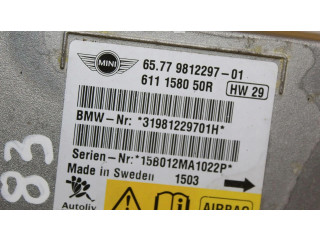 MINI
65.77 9812297-01
611 1580 50R
HW 29
BMW-Nr: *31981229701H*
Serien-Nr: *158012MA1022P*
Made in Sweden 1503
Autoliv
AIRBAG
83